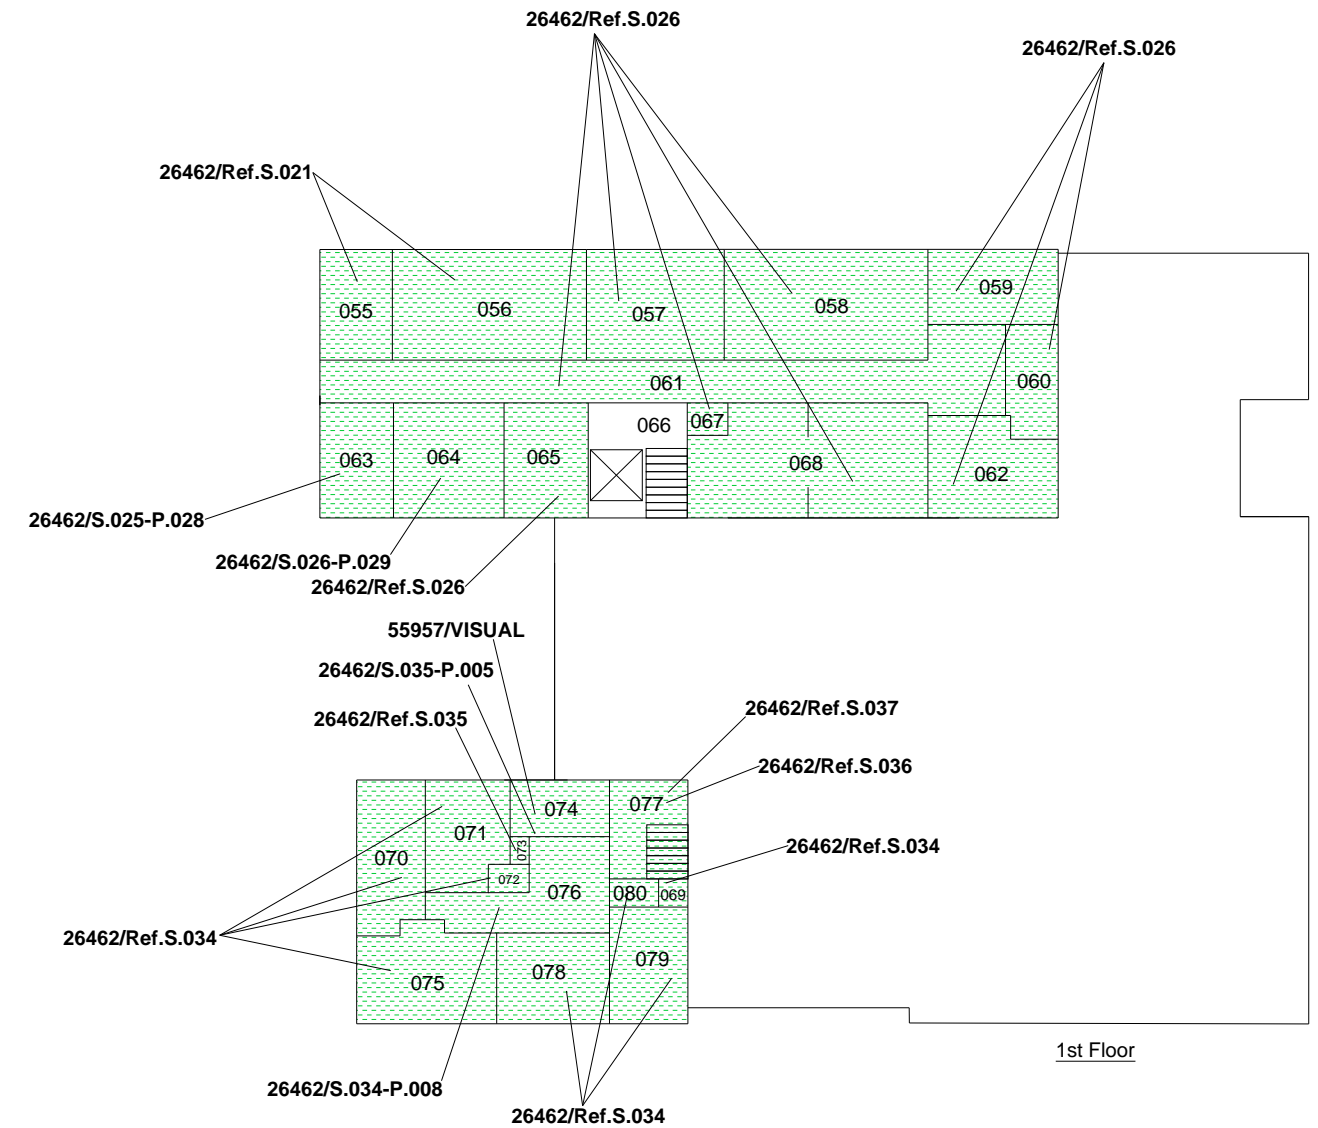 26462/Ref.S.026
26462/Ref.S.026
26462/Ref.S.021
059
055
056
057
058
061
060
066
067
063
064
065
068
062
26462/S.025-P.028
26462/S.026-P.029
26462/Ref.S.026
55957/VISUAL
26462/S.035-P.005
26462/Ref.S.035
26462/Ref.S.037
26462/Ref.S.036
074
077
071
073
26462/Ref.S.034
070
072
076
080
069
26462/Ref.S.034
079
078
075
1st Floor
26462/S.034-P.008
26462/Ref.S.034